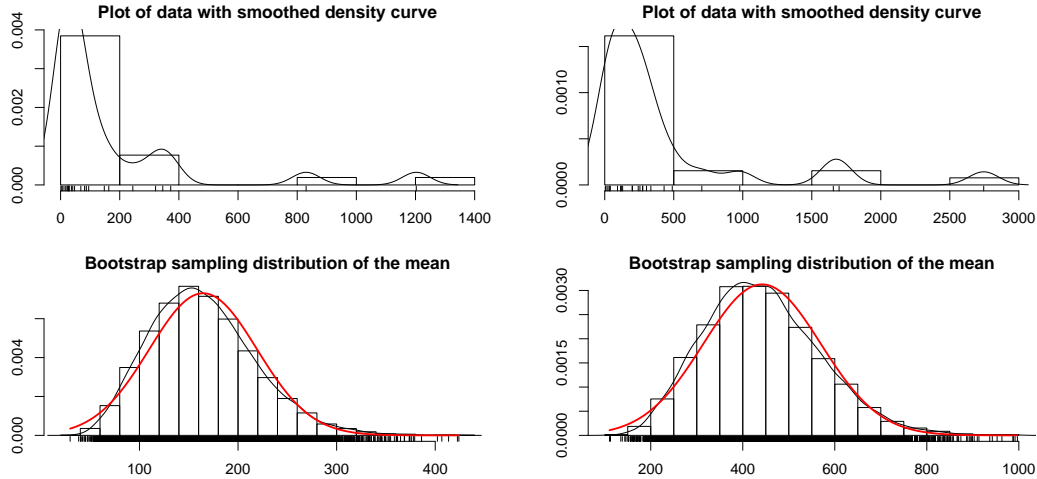 Plot of data with smoothed density curve
0.000 0.002 0.004
0 200 400 600 800 1000 1200 1400
Plot of data with smoothed density curve
0.0000 0.0010
0 500 1000 1500 2000 2500 3000
Bootstrap sampling distribution of the mean
0.000 0.004
100 200 300 400
Bootstrap sampling distribution of the mean
0.0000 0.0015 0.0030
200 400 600 800 1000